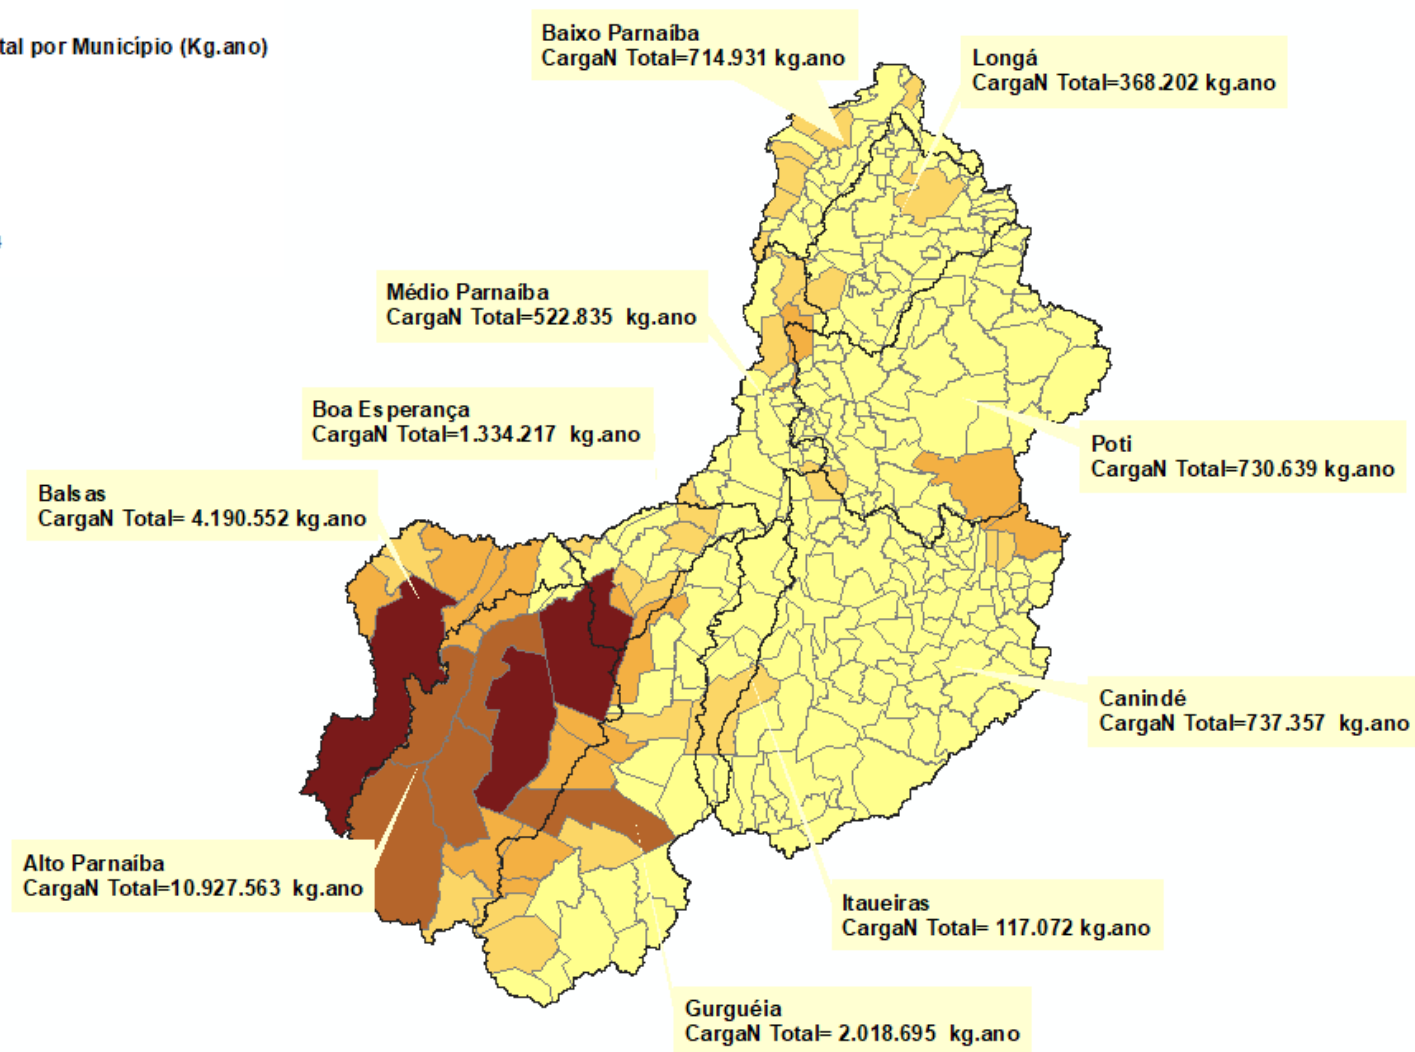 tal por Município (Kg.ano)
Baixo Parnaíba
CargaN Total=714.931 kg.ano
Longá
CargaN Total=368.202 kg.ano
Médio Parnaíba
CargaN Total=522.835 kg.ano
Boa Esperança
CargaN Total=1.334.217 kg.ano
Poti
CargaN Total=730.639 kg.ano
Balsas
CargaN Total= 4.190.552 kg.ano
Canindé
CargaN Total=737.357 kg.ano
Alto Parnaíba
CargaN Total=10.927.563 kg.ano
Itaueiras
CargaN Total= 117.072 kg.ano
Gurguéia
CargaN Total= 2.018.695 kg.ano